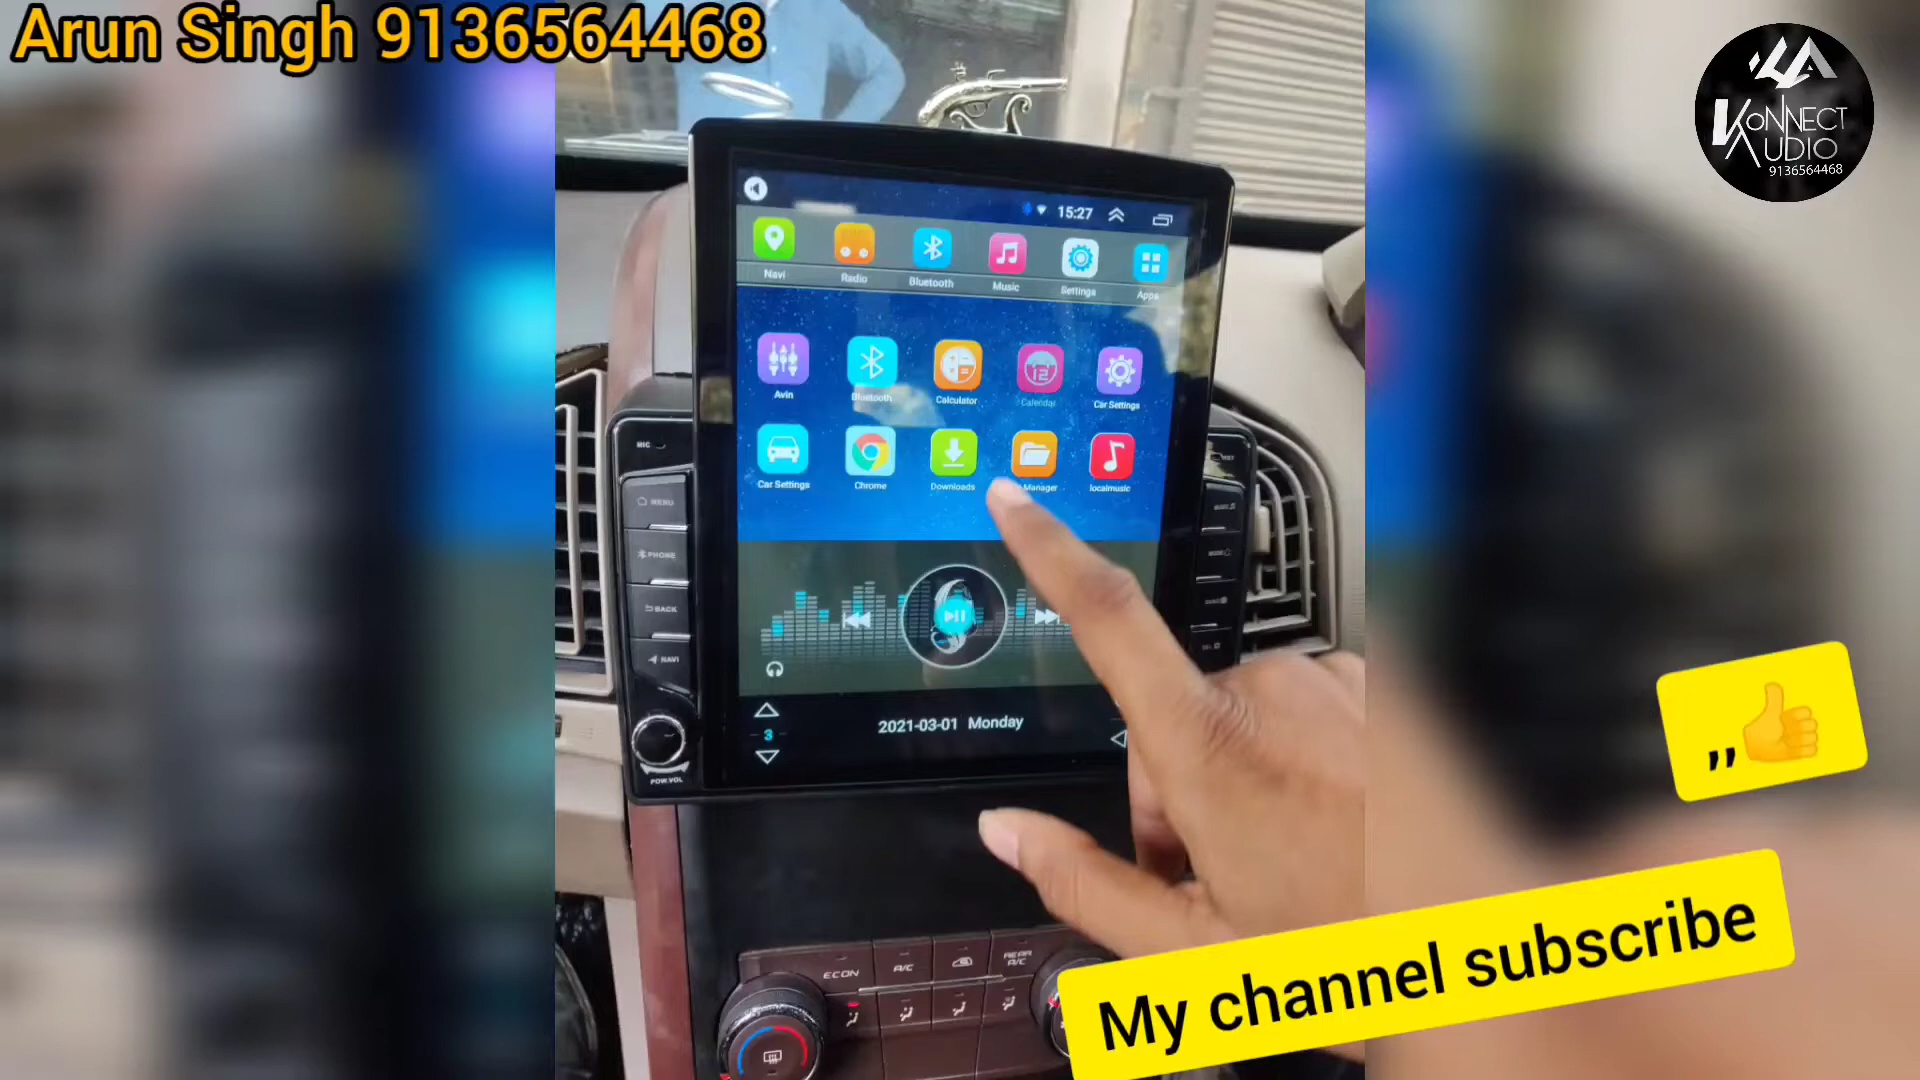 Arun Singh 9136564468
KONNECT
AUDIO
9136564468
15:27
Navi
Radio
Bluetooth
Music
Settings
Apps
Avin
Bluetooth
Calculator
12
Calendar
Car Settings
Car Settings
Chrome
Downloads
Manager
localmusic
MIC
MENU
PHONE
BACK
NAVI
POW.VOL
3
2021-03-01 Monday
ECON
A/C
REAR
A/C
,,👍
My channel subscribe